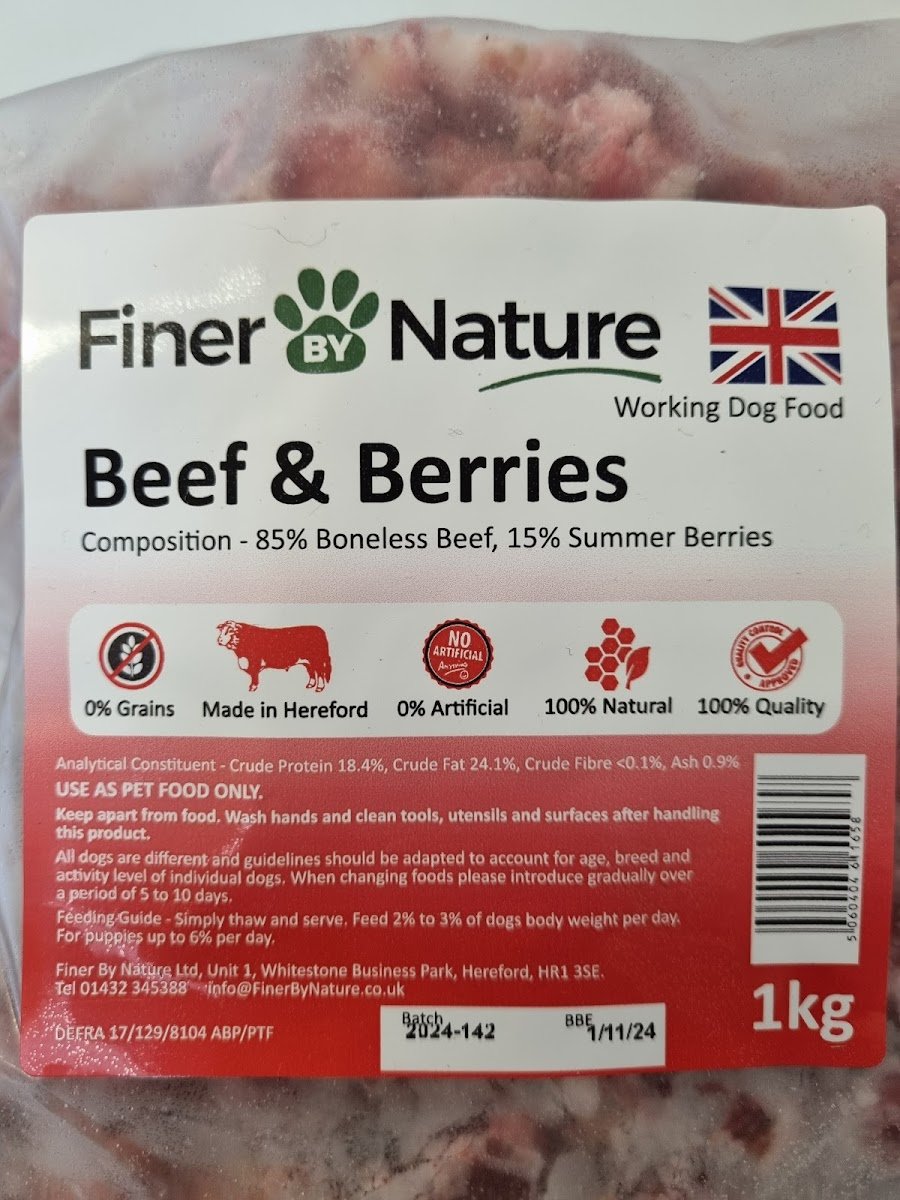 Finer BY Nature
Working Dog Food
Beef & Berries
Composition - 85% Boneless Beef, 15% Summer Berries
NO
ARTIFICIAL
QUALITY CONTROL
APPROVED
0% Grains Made in Hereford 0% Artificial 100% Natural 100% Quality
Analytical Constituent - Crude Protein 18.4%, Crude Fat 24.1%, Crude Fibre <0.1%, Ash 0.9%
USE AS PET FOOD ONLY.
Keep apart from food. Wash hands and clean tools, utensils and surfaces after handling
this product.
All dogs are different and guidelines should be adapted to account for age, breed and
activity level of individual dogs. When changing foods please introduce gradually over
a period of 5 to 10 days.
Feeding Guide - Simply thaw and serve. Feed 2% to 3% of dogs body weight per day.
For puppies up to 6% per day.
Finer By Nature Ltd, Unit 1, Whitestone Business Park, Hereford, HR1 3SE.
Tel 01432 345388 info@FinerByNature.co.uk
5 060404 611658
1kg
DEFRA 17/129/8104 ABP/PTF
Batch
2024-142
BBE
1/11/24